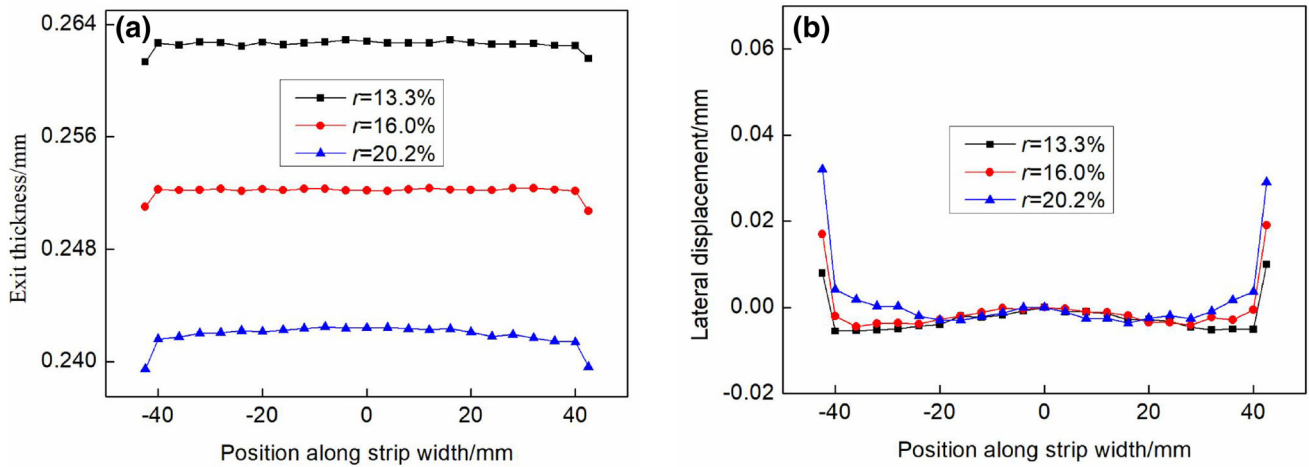 (a)
0.264
0.256
0.248
0.240
Exit thickness/mm
r=13.3%
r=16.0%
r=20.2%
-40
-20
0
20
40
Position along strip width/mm
(b)
0.06
0.04
0.02
0.00
-0.02
Lateral displacement/mm
r=13.3%
r=16.0%
r=20.2%
-40
-20
0
20
40
Position along strip width/mm